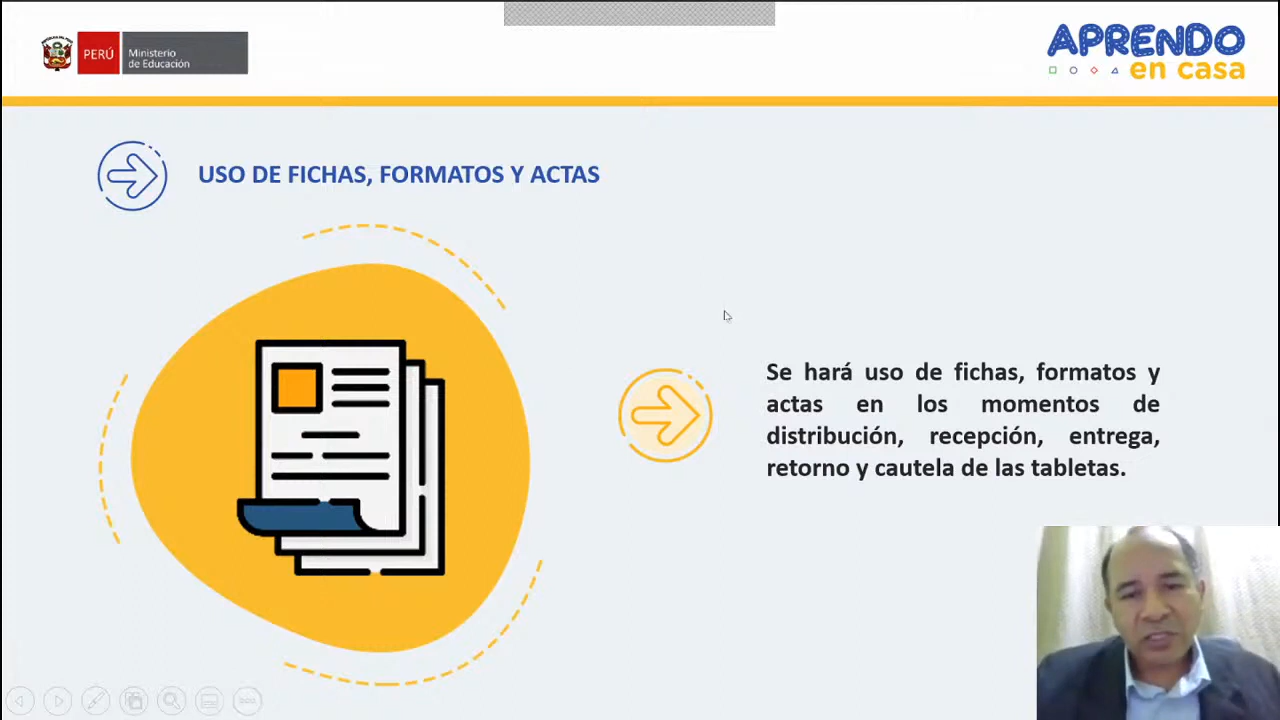 PERÚ
Ministerio
de Educación
APRENDO
en casa
USO DE FICHAS, FORMATOS Y ACTAS
Se hará uso de fichas, formatos y
actas en los momentos de
distribución, recepción, entrega,
retorno y cautela de las tabletas.